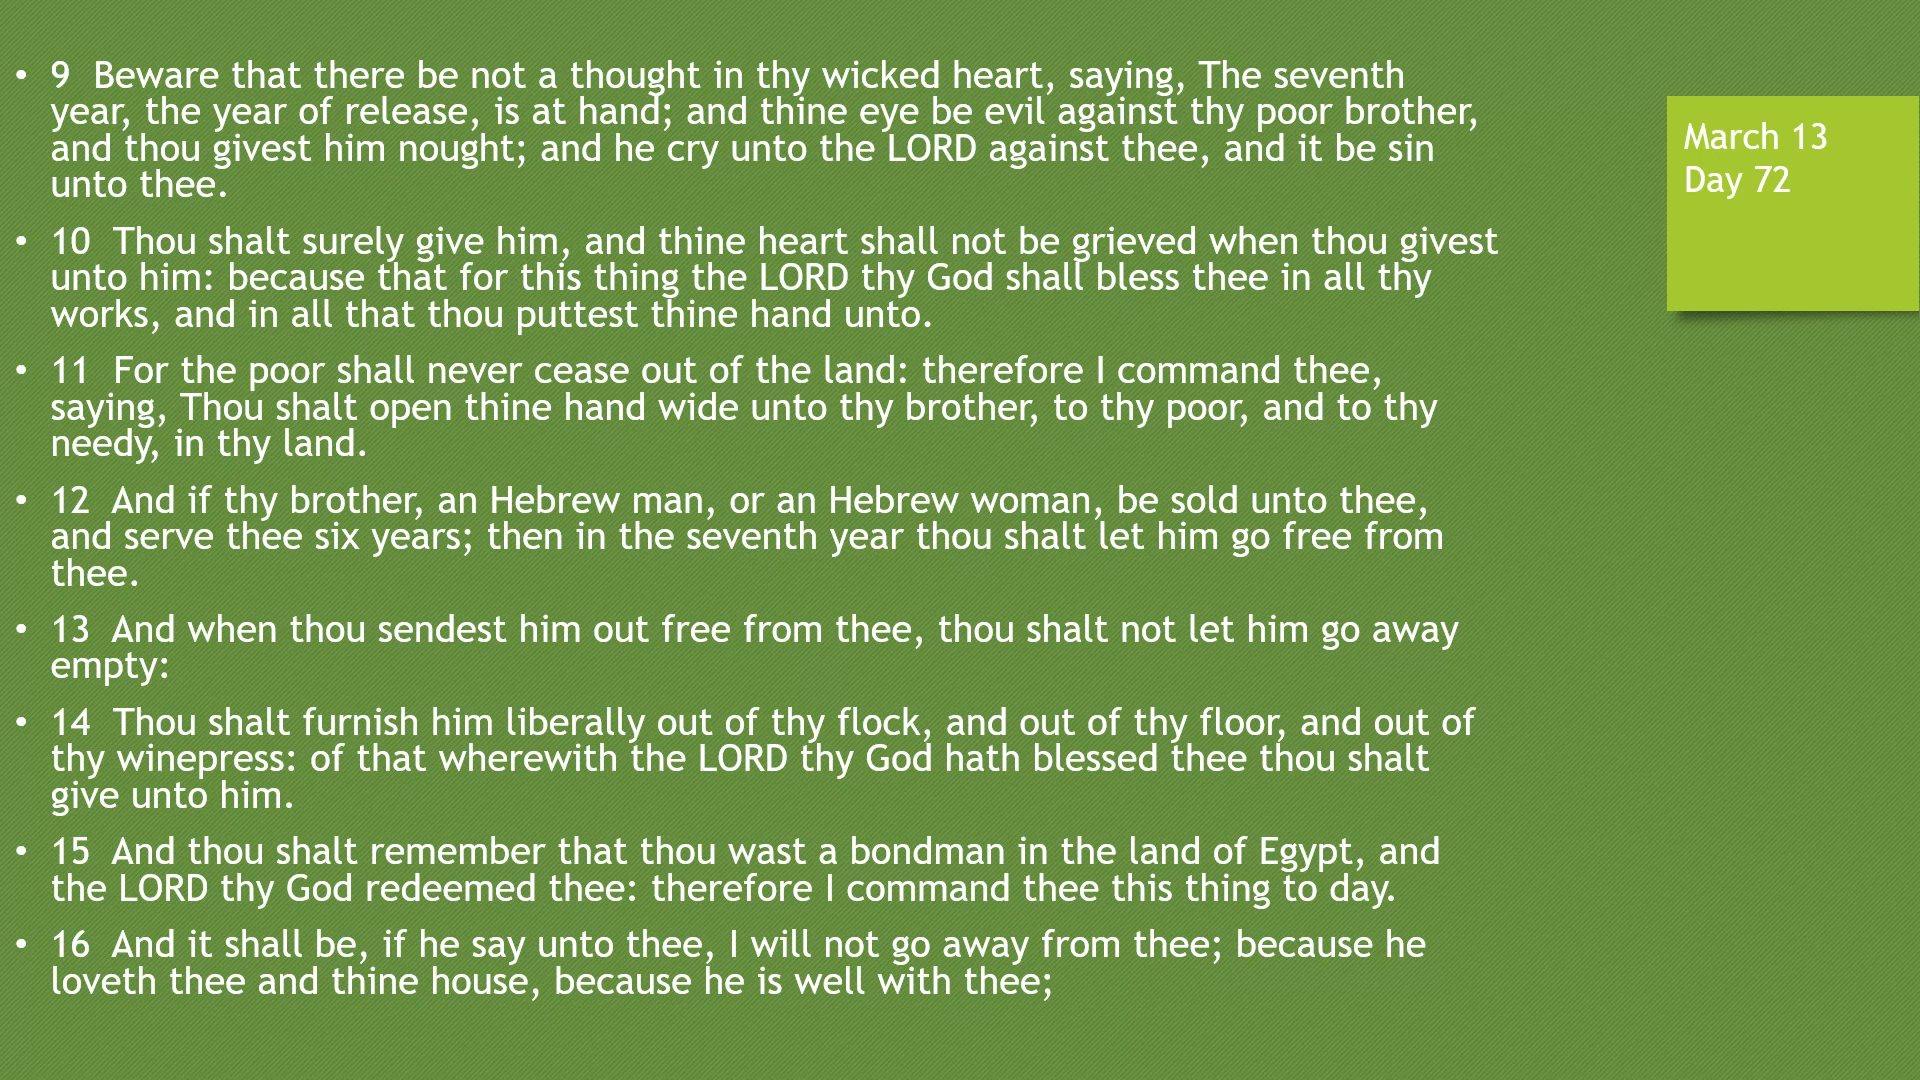 • 9  Beware that there be not a thought in thy wicked heart, saying, The seventh
year, the year of release, is at hand; and thine eye be evil against thy poor brother,
and thou givest him nought; and he cry unto the LORD against thee, and it be sin
unto thee.
• 10  Thou shalt surely give him, and thine heart shall not be grieved when thou givest
unto him: because that for this thing the LORD thy God shall bless thee in all thy
works, and in all that thou puttest thine hand unto.
• 11  For the poor shall never cease out of the land: therefore I command thee,
saying, Thou shalt open thine hand wide unto thy brother, to thy poor, and to thy
needy, in thy land.
• 12  And if thy brother, an Hebrew man, or an Hebrew woman, be sold unto thee,
and serve thee six years; then in the seventh year thou shalt let him go free from
thee.
• 13  And when thou sendest him out free from thee, thou shalt not let him go away
empty:
• 14  Thou shalt furnish him liberally out of thy flock, and out of thy floor, and out of
thy winepress: of that wherewith the LORD thy God hath blessed thee thou shalt
give unto him.
• 15  And thou shalt remember that thou wast a bondman in the land of Egypt, and
the LORD thy God redeemed thee: therefore I command thee this thing to day.
• 16  And it shall be, if he say unto thee, I will not go away from thee; because he
loveth thee and thine house, because he is well with thee;
March 13
Day 72